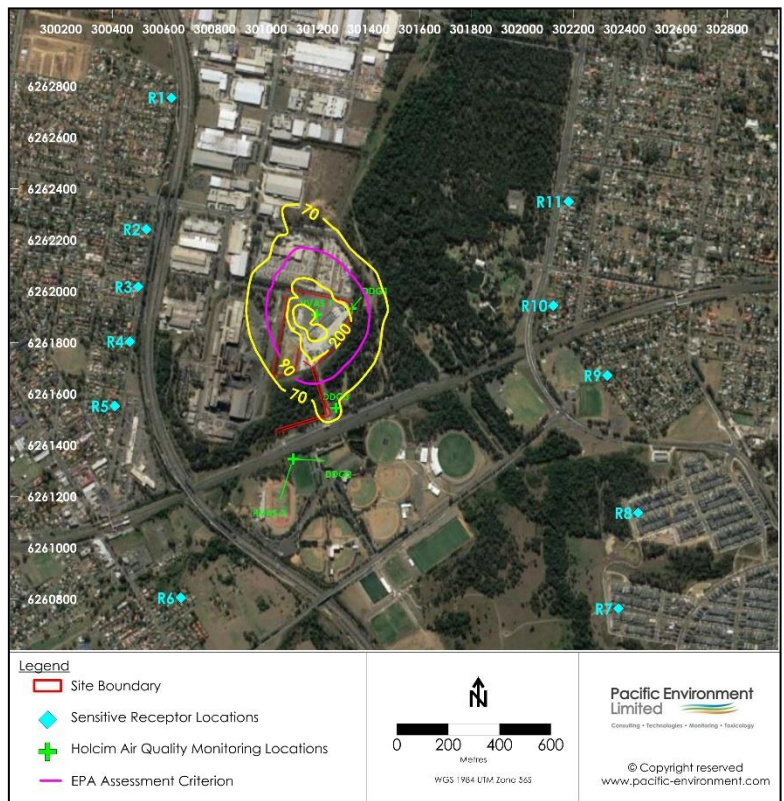 300200 300400 300600 300800 301000 301200 301400 301600 301800 302000 302200 302400 302600 302800
6262800
R1
6262600
6262400
R11
R2
70
6262200
R3
6262000
R10
6261800
R4
200
90
R9
6261600
70
R5
6261400
6261200
R8
6261000
6260800
R6
R7
Legend
Site Boundary
Sensitive Receptor Locations
Holcim Air Quality Monitoring Locations
EPA Assessment Criterion
N
0 200 400 600
Metres
WGS 1984 UTM Zone 56S
Pacific Environment
Limited
Consulting • Technologies • Monitoring • Toxicology
© Copyright reserved
www.pacific-environment.com